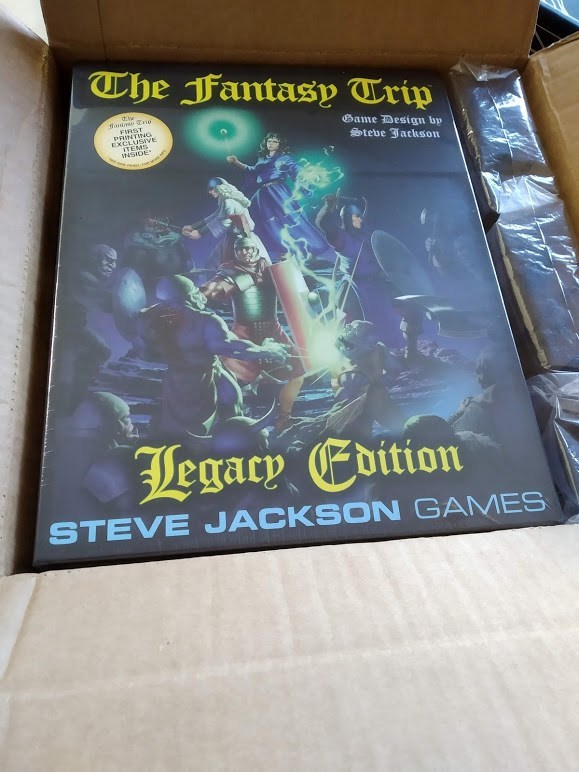 The Fantasy Trip
Game Design by
Steve Jackson
The
Fantasy Trip
FIRST
PRINTING
EXCLUSIVE
ITEMS
INSIDE*
Legacy Edition
STEVE JACKSON GAMES